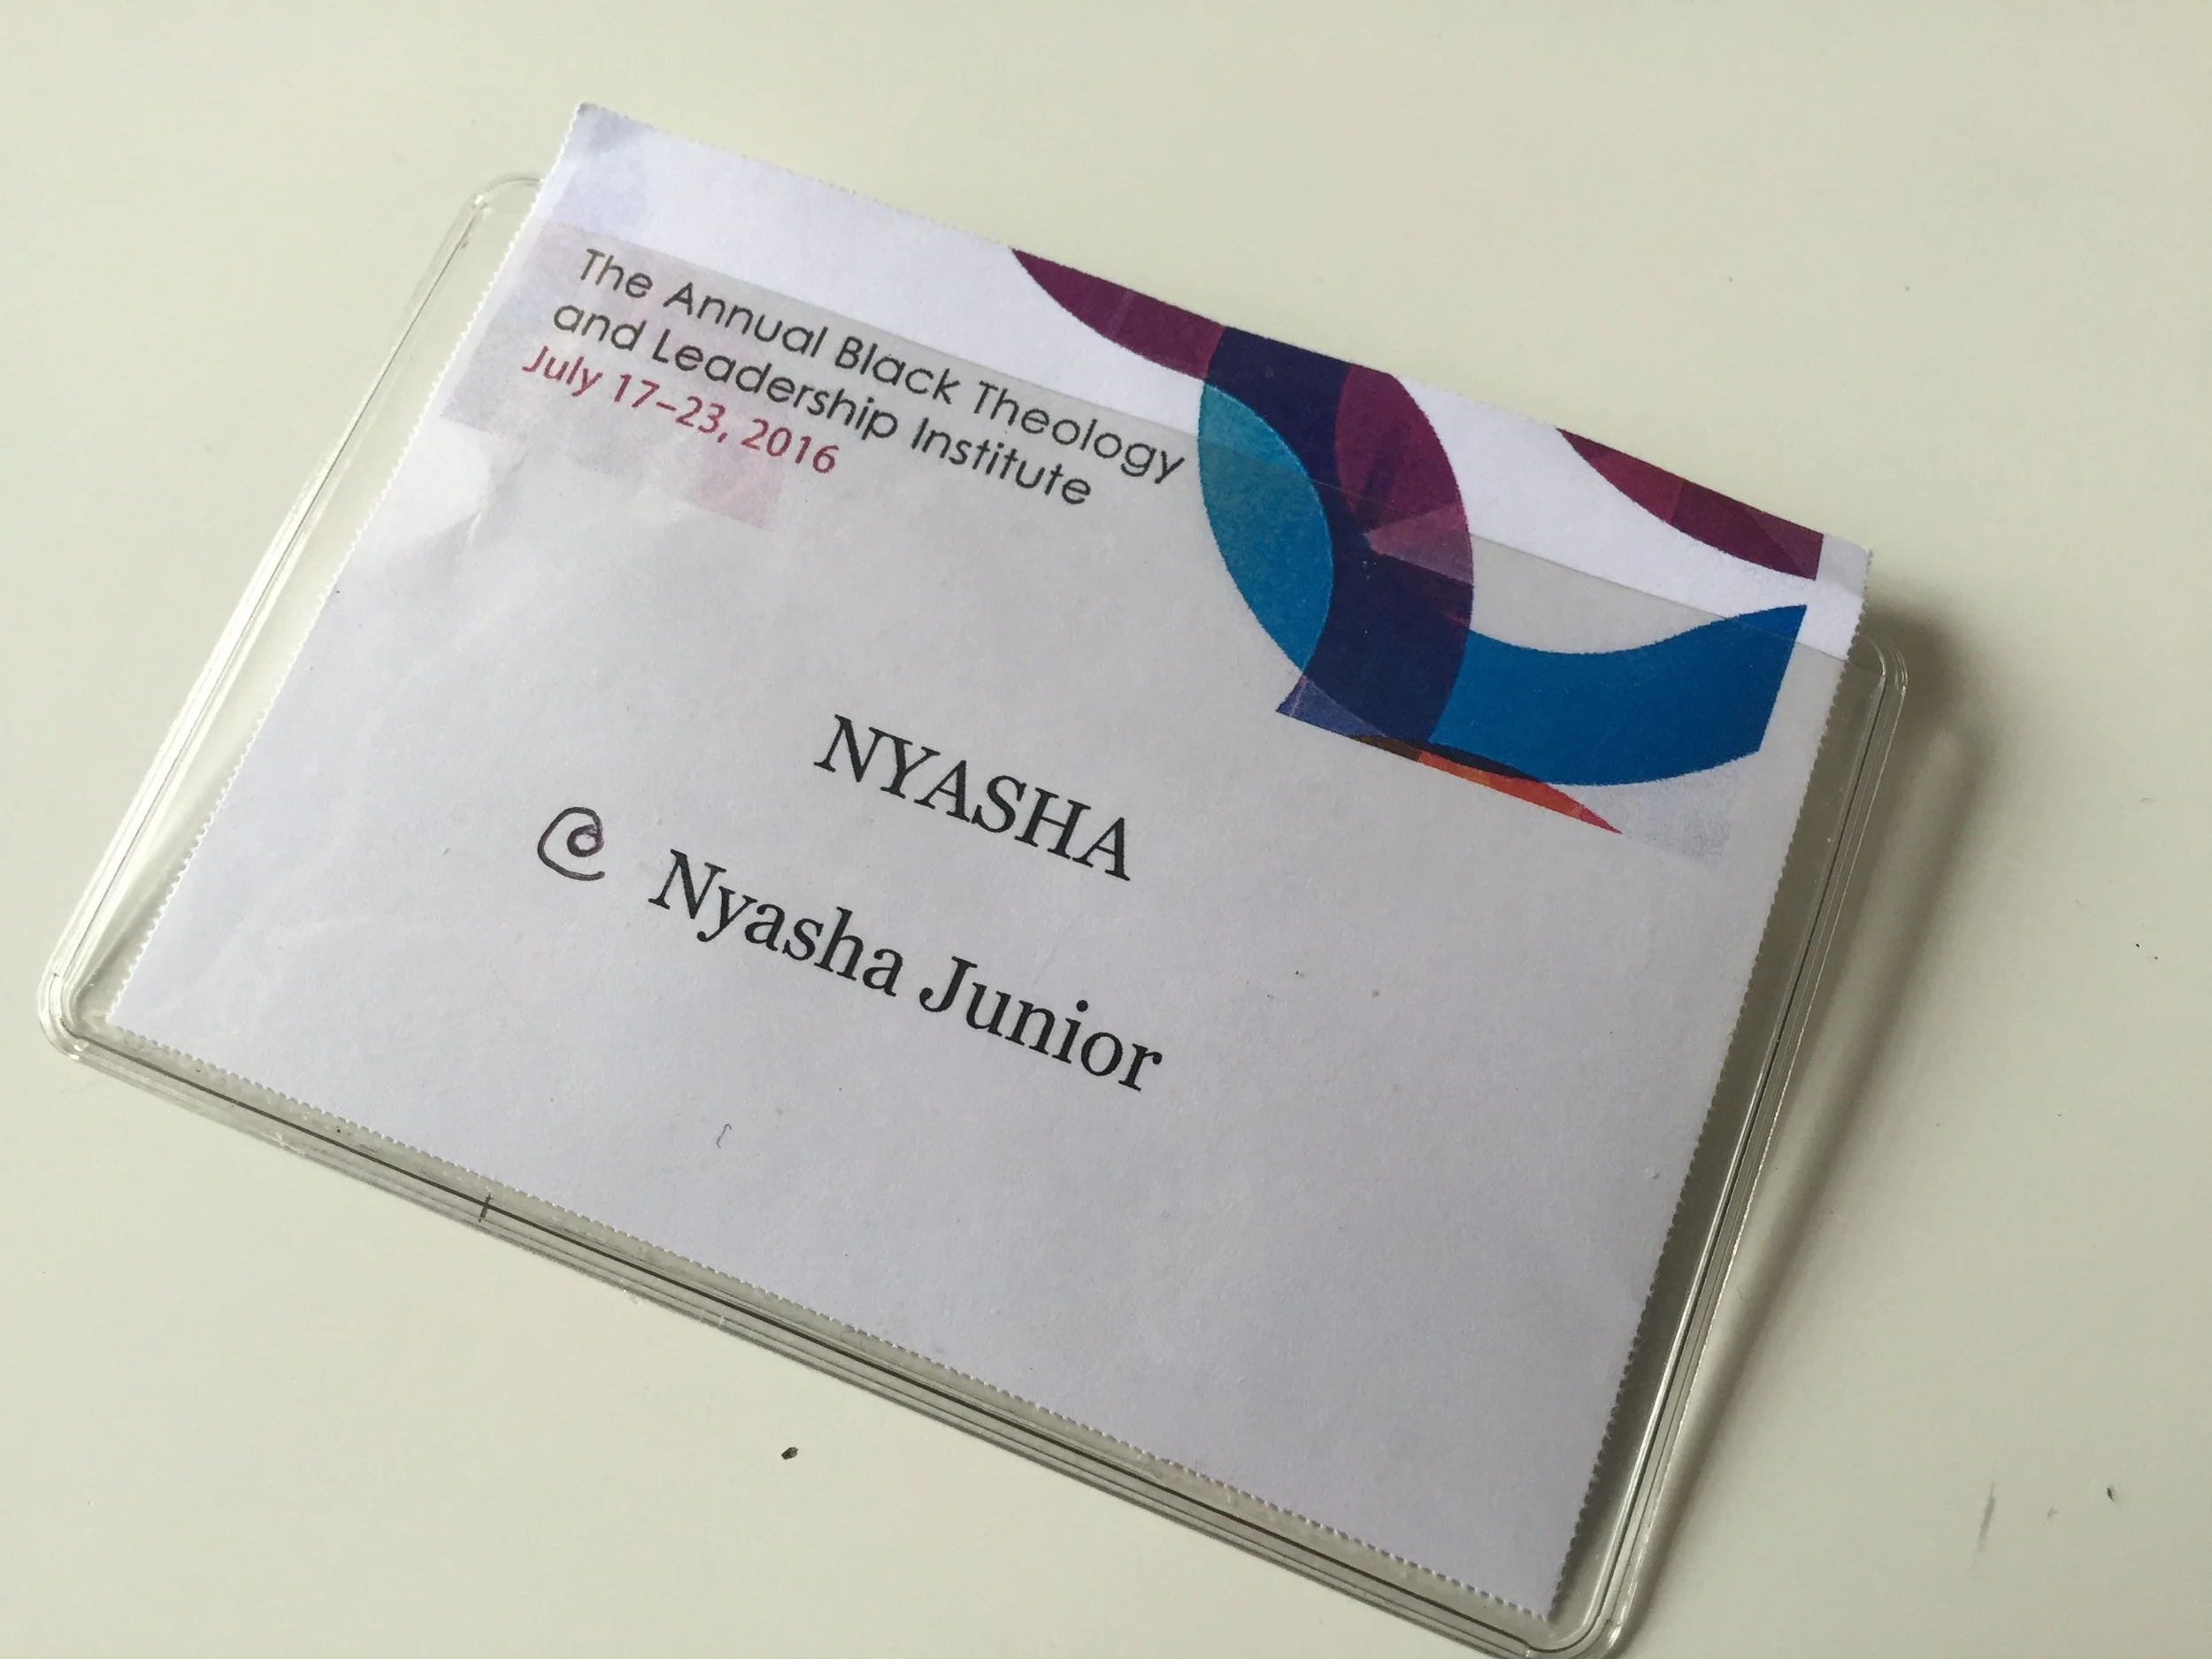 The Annual Black Theology
and Leadership Institute
July 17–23, 2016
NYASHA
@ Nyasha Junior